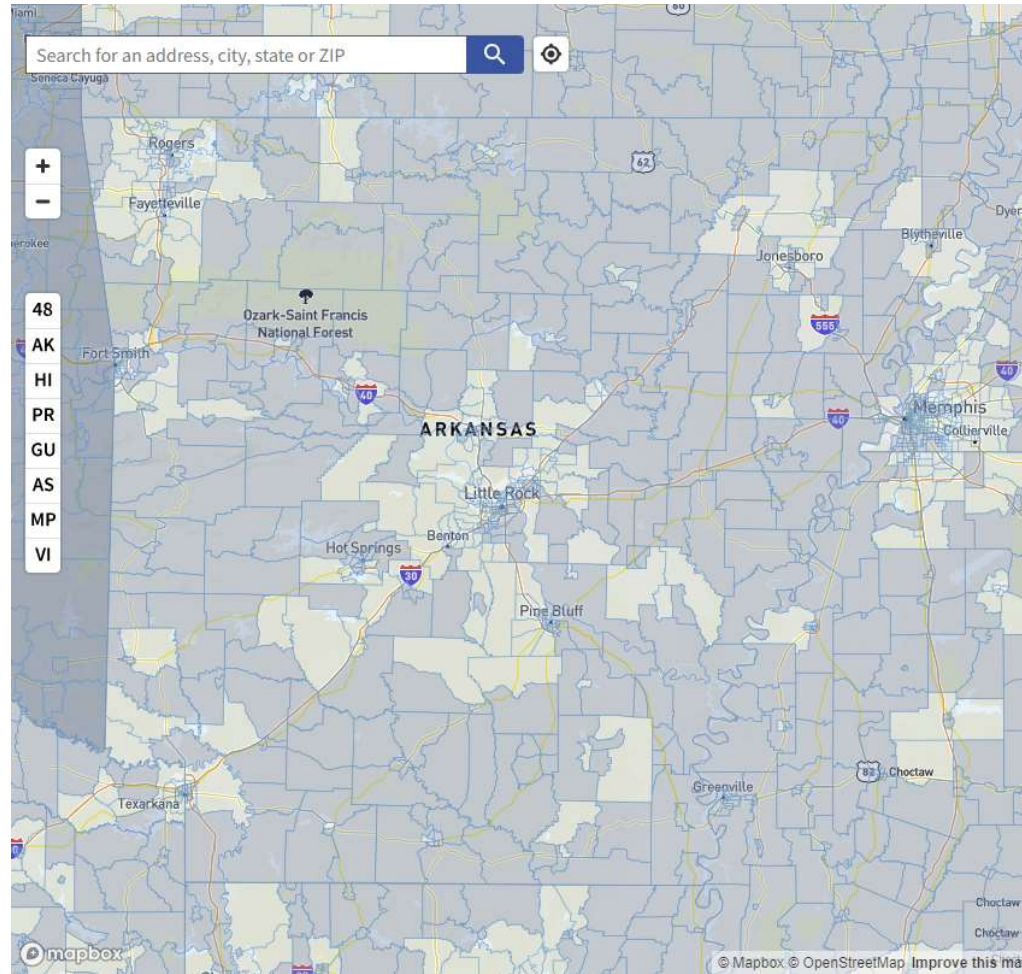 Miami
60
Search for an address, city, state or ZIP
Seneca Cayuga
Rogers
62
+
−
Fayetteville
Dyer
Blytheville
Jonesboro
48
Ozark-Saint Francis
National Forest
555
AK
Fort Smith
40
HI
40
PR
Memphis
40
ARKANSAS
Collierville
GU
AS
Little Rock
MP
Benton
Hot Springs
VI
30
Pine Bluff
82
Choctaw
Greenville
Texarkana
Choctaw
Choctaw
mapbox
© Mapbox © OpenStreetMap Improve this ma